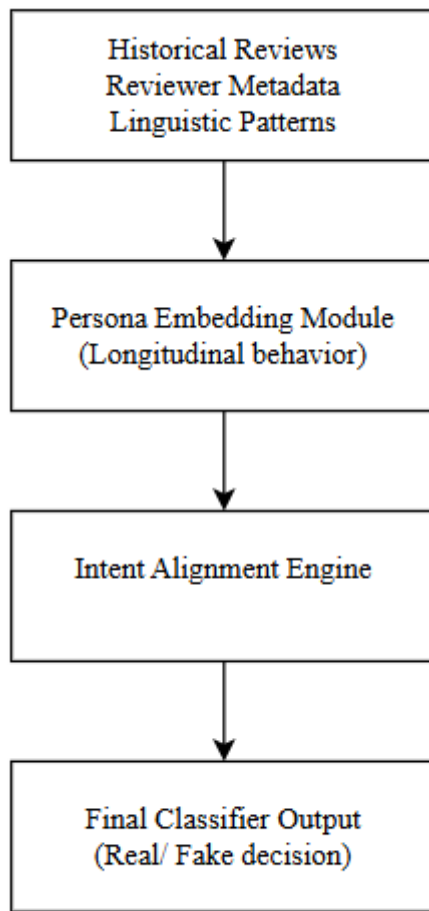 Historical Reviews
Reviewer Metadata
Linguistic Patterns
Persona Embedding Module
(Longitudinal behavior)
Intent Alignment Engine
Final Classifier Output
(Real/ Fake decision)